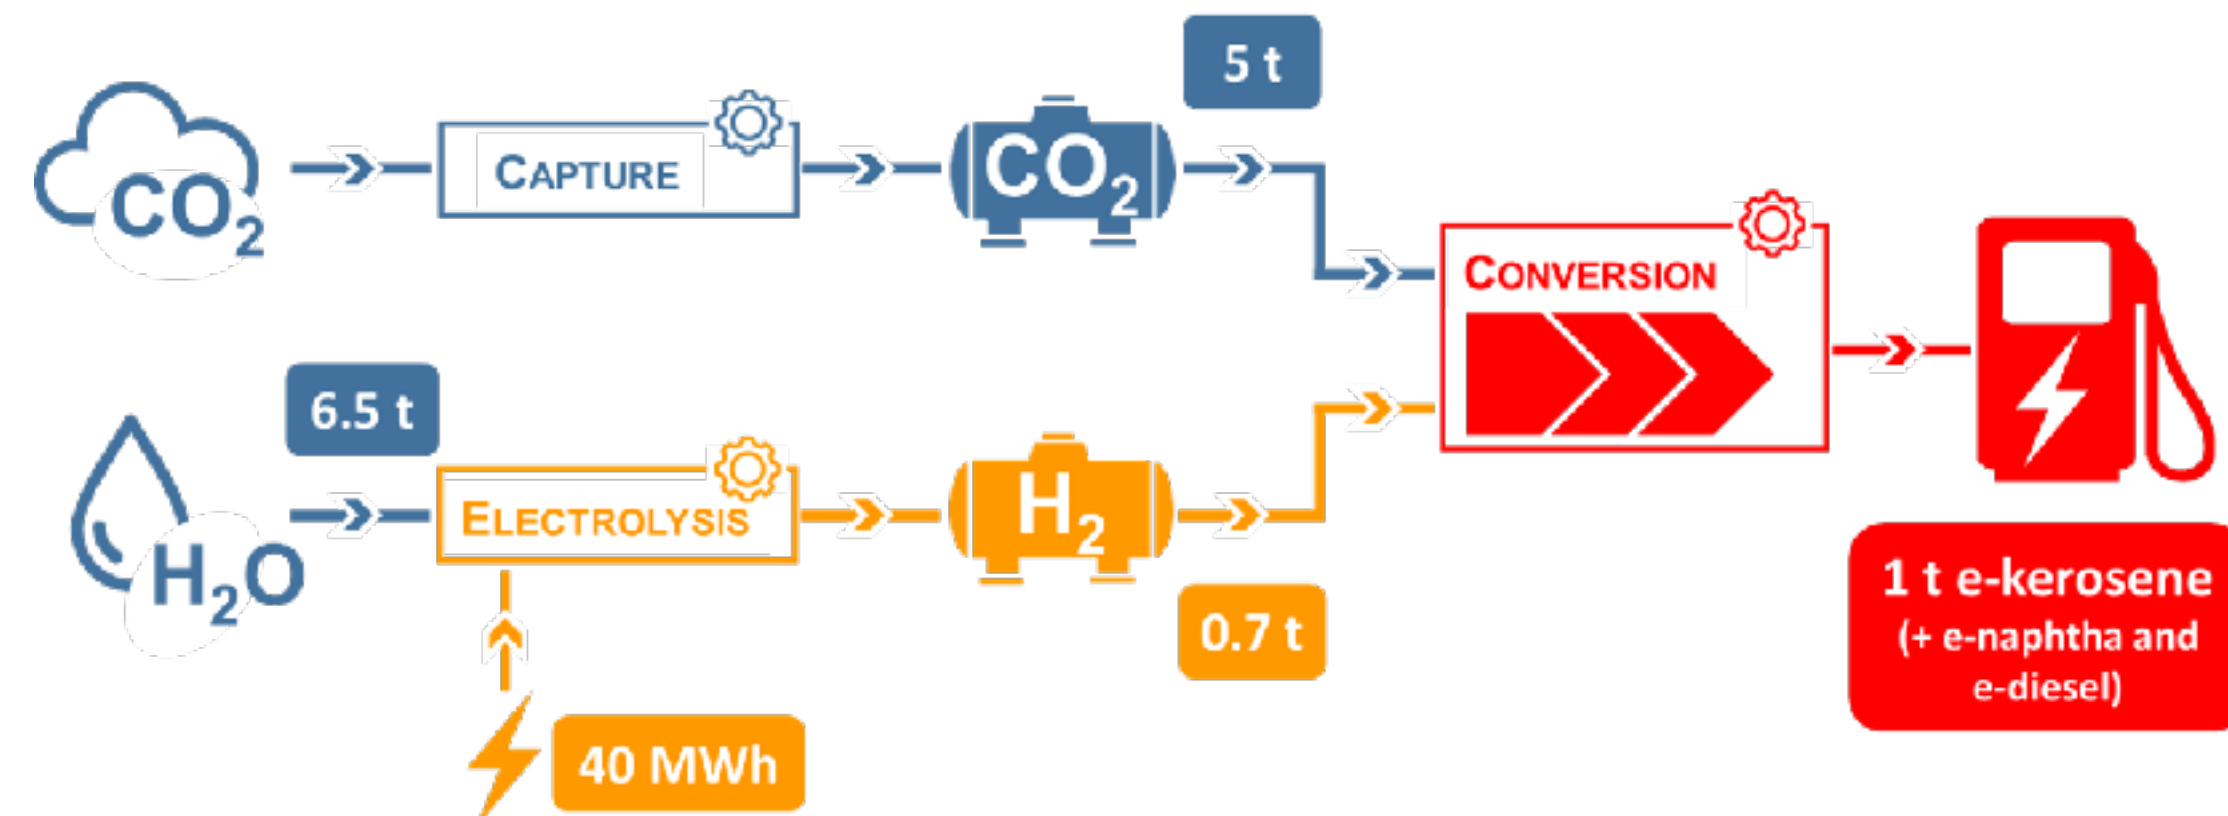 5 t
CO₂
CAPTURE
CO₂
CONVERSION
6.5 t
H₂O
ELECTROLYSIS
H₂
0.7 t
40 MWh
1 t e-kerosene
(+ e-naphtha and
e-diesel)